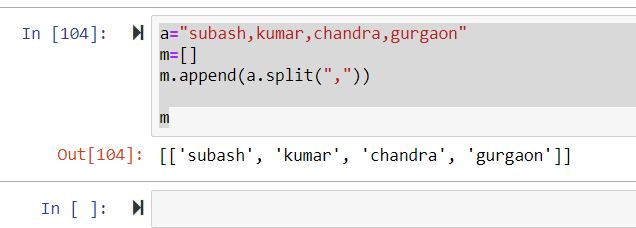 In [104]: a="subash,kumar,chandra,gurgaon"
m=[]
m.append(a.split(","))
m
Out[104]: [['subash', 'kumar', 'chandra', 'gurgaon']]
In [ ]: